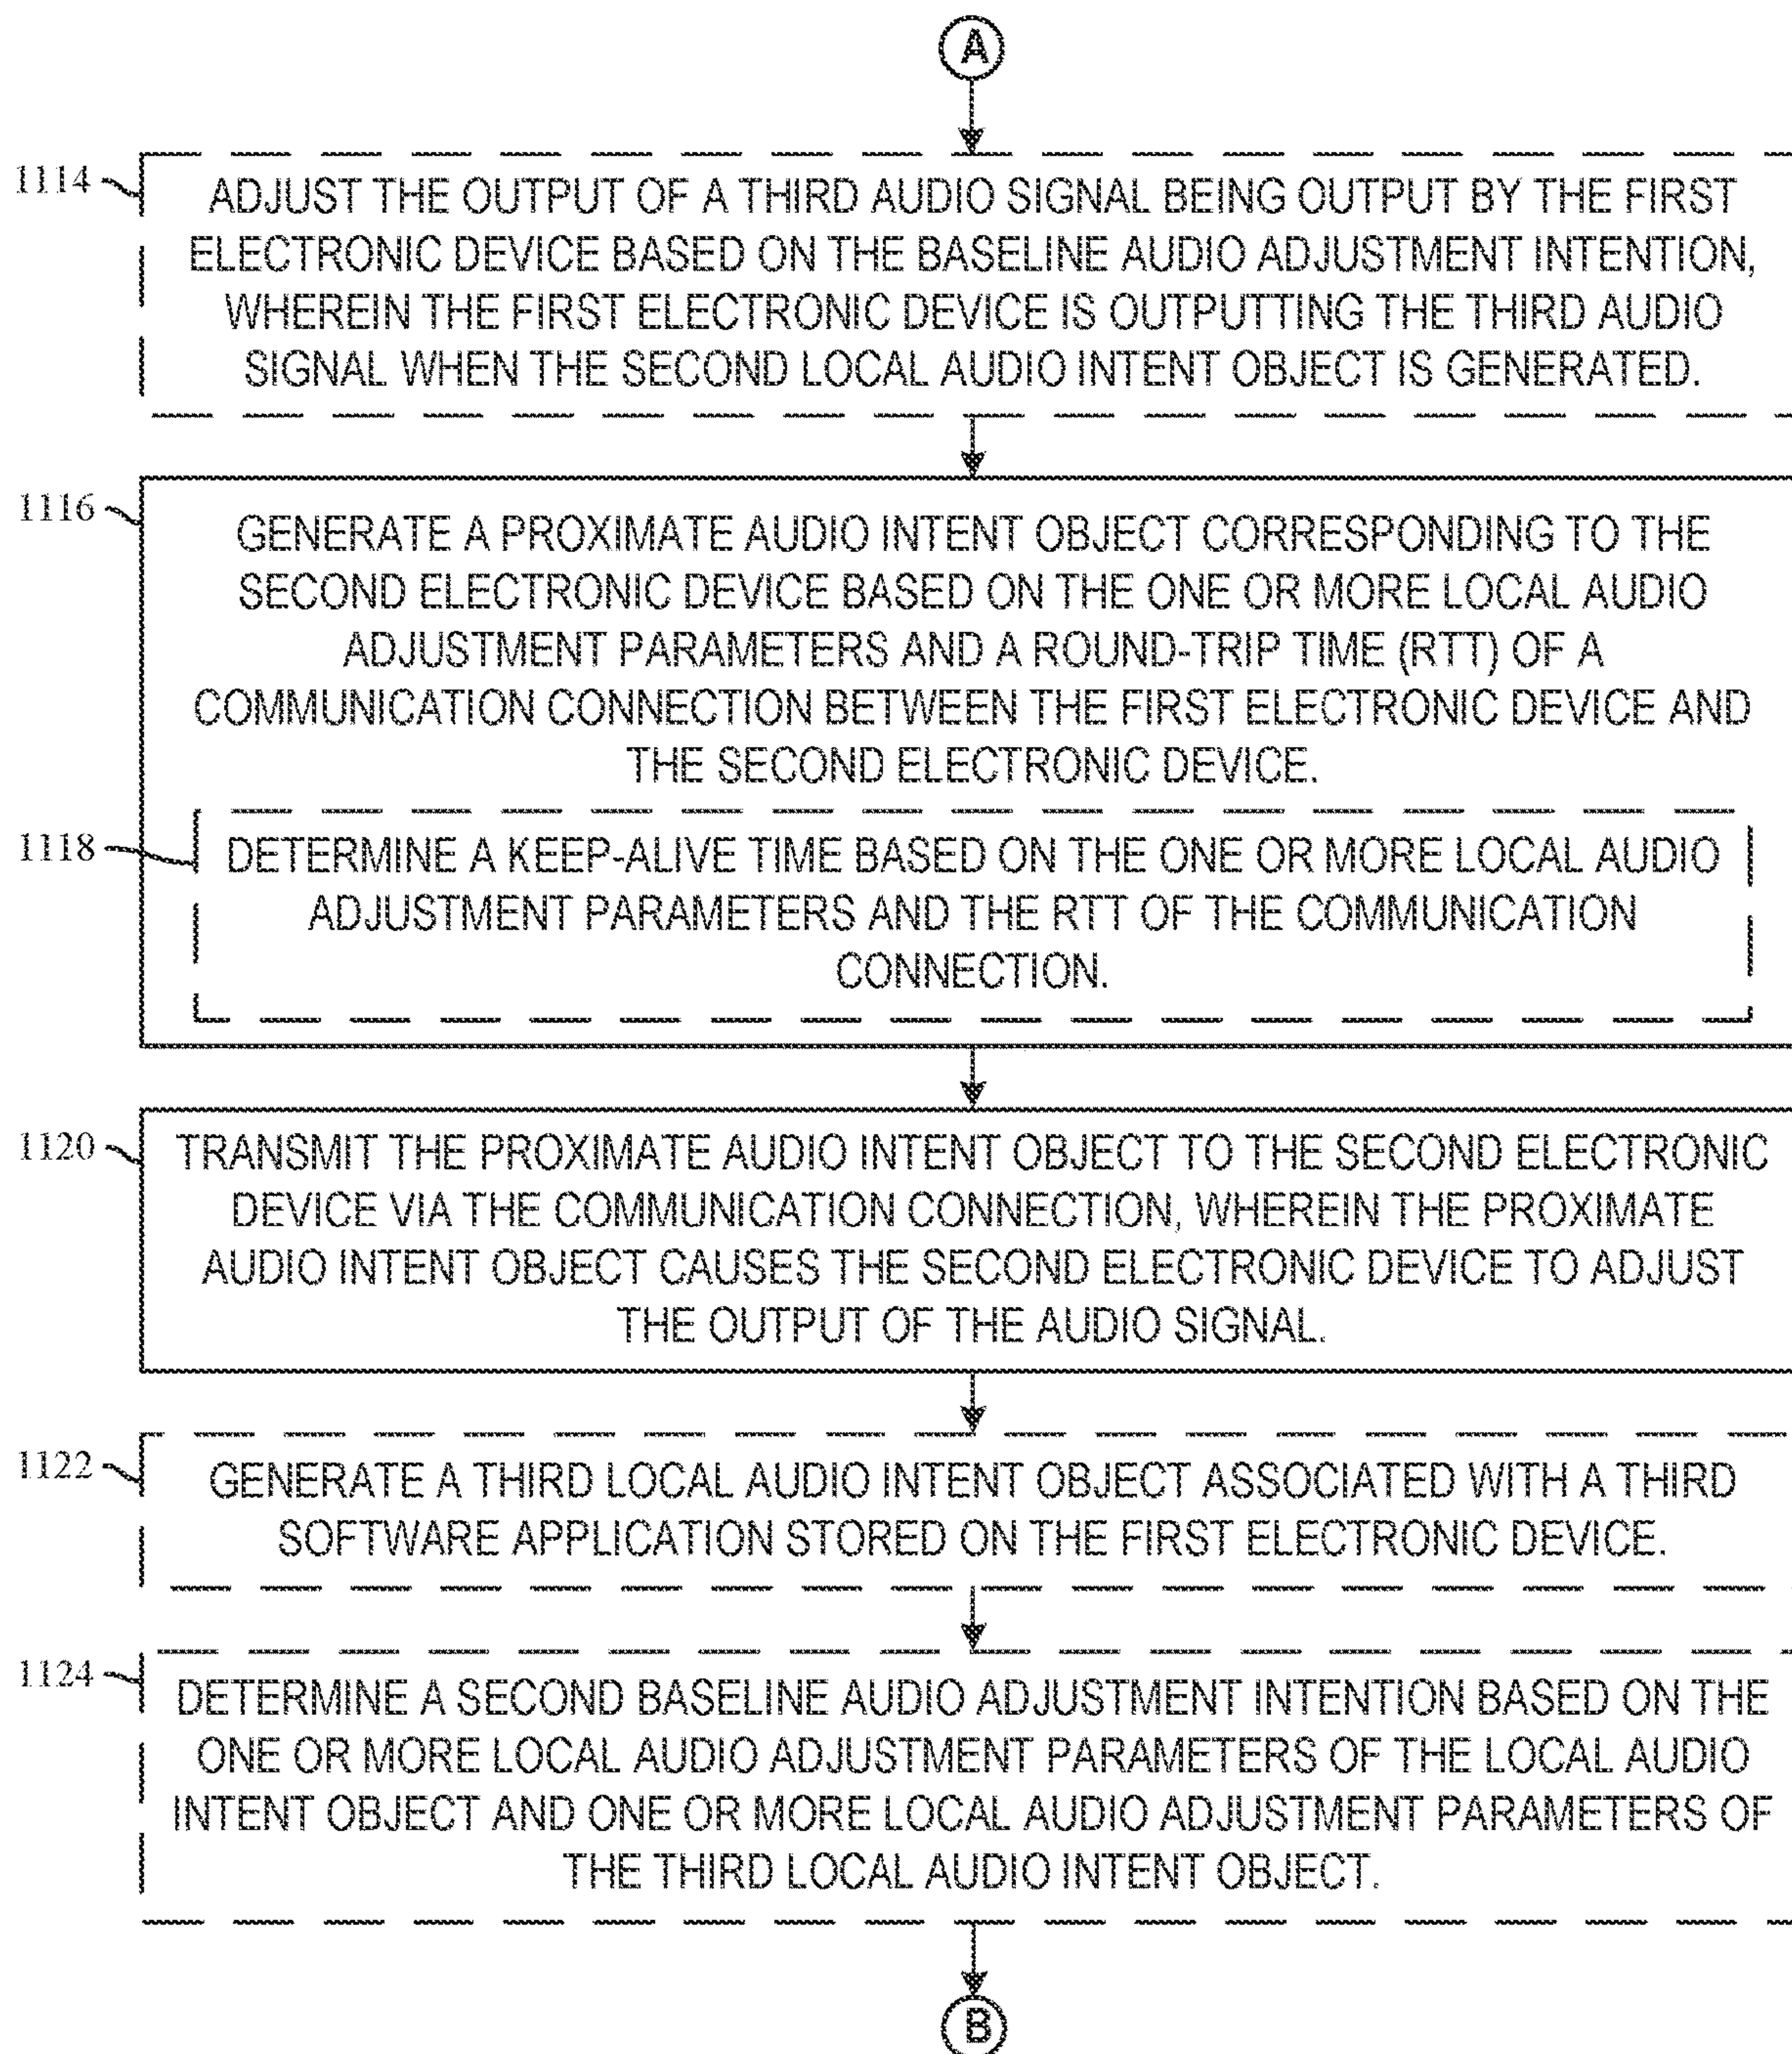 A
1114
ADJUST THE OUTPUT OF A THIRD AUDIO SIGNAL BEING OUTPUT BY THE FIRST
ELECTRONIC DEVICE BASED ON THE BASELINE AUDIO ADJUSTMENT INTENTION,
WHEREIN THE FIRST ELECTRONIC DEVICE IS OUTPUTTING THE THIRD AUDIO
SIGNAL WHEN THE SECOND LOCAL AUDIO INTENT OBJECT IS GENERATED.
1116
GENERATE A PROXIMATE AUDIO INTENT OBJECT CORRESPONDING TO THE
SECOND ELECTRONIC DEVICE BASED ON THE ONE OR MORE LOCAL AUDIO
ADJUSTMENT PARAMETERS AND A ROUND-TRIP TIME (RTT) OF A
COMMUNICATION CONNECTION BETWEEN THE FIRST ELECTRONIC DEVICE AND
THE SECOND ELECTRONIC DEVICE.
1118
DETERMINE A KEEP-ALIVE TIME BASED ON THE ONE OR MORE LOCAL AUDIO
ADJUSTMENT PARAMETERS AND THE RTT OF THE COMMUNICATION
CONNECTION.
1120
TRANSMIT THE PROXIMATE AUDIO INTENT OBJECT TO THE SECOND ELECTRONIC
DEVICE VIA THE COMMUNICATION CONNECTION, WHEREIN THE PROXIMATE
AUDIO INTENT OBJECT CAUSES THE SECOND ELECTRONIC DEVICE TO ADJUST
THE OUTPUT OF THE AUDIO SIGNAL.
1122
GENERATE A THIRD LOCAL AUDIO INTENT OBJECT ASSOCIATED WITH A THIRD
SOFTWARE APPLICATION STORED ON THE FIRST ELECTRONIC DEVICE.
1124
DETERMINE A SECOND BASELINE AUDIO ADJUSTMENT INTENTION BASED ON THE
ONE OR MORE LOCAL AUDIO ADJUSTMENT PARAMETERS OF THE LOCAL AUDIO
INTENT OBJECT AND ONE OR MORE LOCAL AUDIO ADJUSTMENT PARAMETERS OF
THE THIRD LOCAL AUDIO INTENT OBJECT.
B